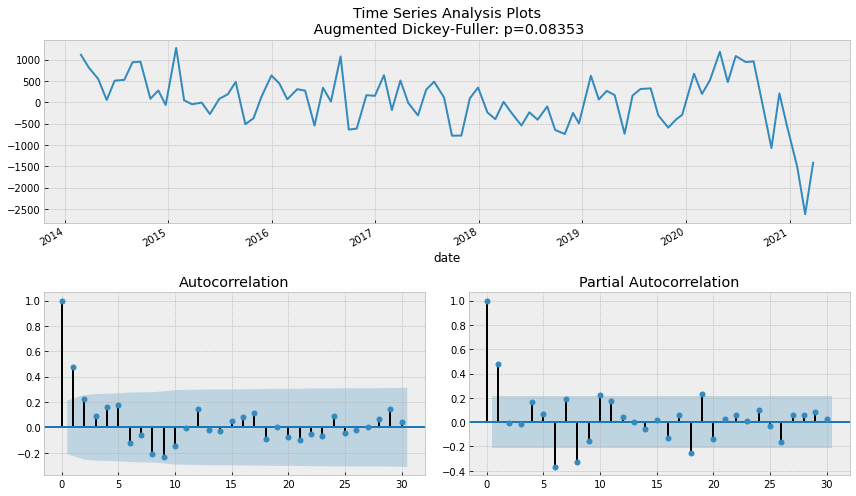 Time Series Analysis Plots
Augmented Dickey-Fuller: p=0.08353
1000
500
0
−500
−1000
−1500
−2000
−2500
2014 2015 2016 2017 2018 2019 2020 2021
date
Autocorrelation
1.0
0.8
0.6
0.4
0.2
0.0
−0.2
0 5 10 15 20 25 30
Partial Autocorrelation
1.0
0.8
0.6
0.4
0.2
0.0
−0.2
−0.4
0 5 10 15 20 25 30